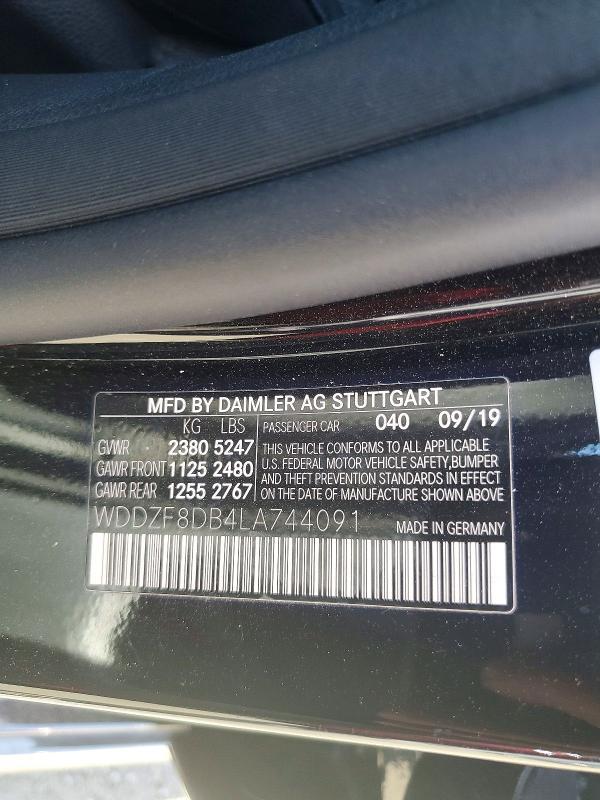 MFD BY DAIMLER AG STUTTGART
KG LBS PASSENGER CAR 040 09/19
GVWR 2380 5247
GAWR FRONT 1125 2480
GAWR REAR 1255 2767
THIS VEHICLE CONFORMS TO ALL APPLICABLE
U.S. FEDERAL MOTOR VEHICLE SAFETY,BUMPER
AND THEFT PREVENTION STANDARDS IN EFFECT
ON THE DATE OF MANUFACTURE SHOWN ABOVE
WDDZF8DB4LA744091 MADE IN GERMANY